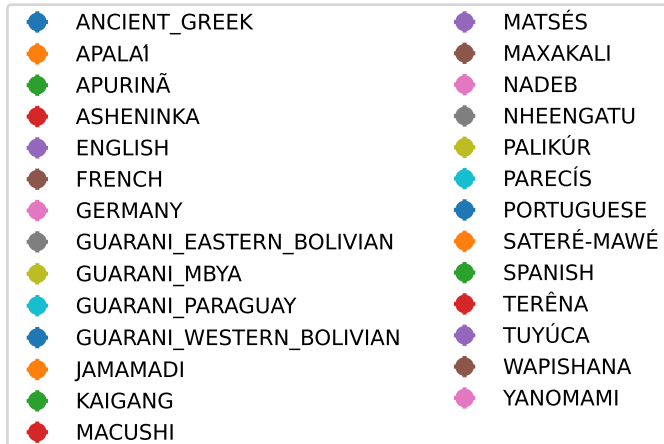 ANCIENT_GREEK
APALAÍ
APURINÃ
ASHENINKA
ENGLISH
FRENCH
GERMANY
GUARANI_EASTERN_BOLIVIAN
GUARANI_MBYA
GUARANI_PARAGUAY
GUARANI_WESTERN_BOLIVIAN
JAMAMADI
KAIGANG
MACUSHI
MATSÉS
MAXAKALI
NADEB
NHEENGATU
PALIKÚR
PARECÍS
PORTUGUESE
SATERÉ-MAWÉ
SPANISH
TERÊNA
TUYÚCA
WAPISHANA
YANOMAMI